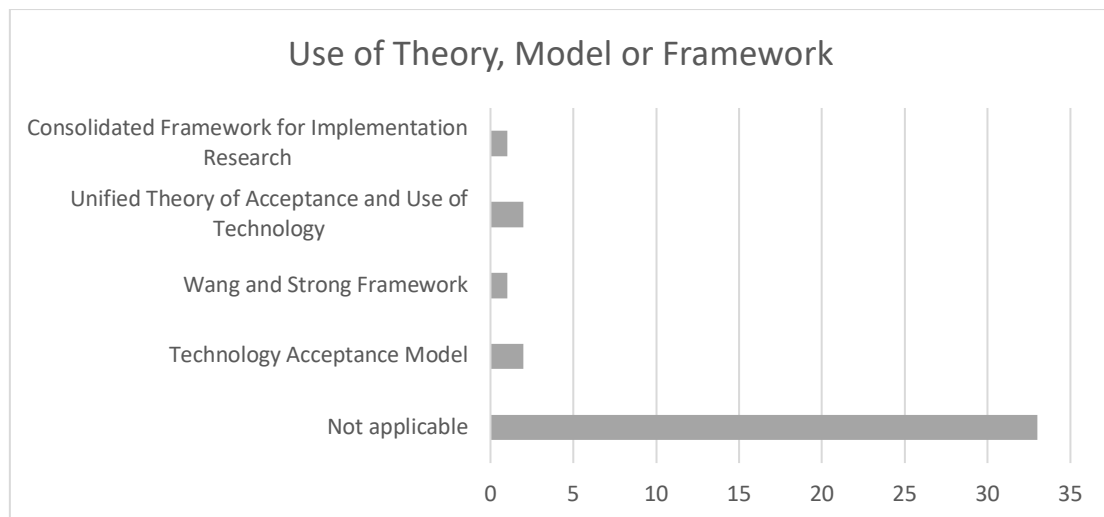 Use of Theory, Model or Framework
Consolidated Framework for Implementation
Research
Unified Theory of Acceptance and Use of
Technology
Wang and Strong Framework
Technology Acceptance Model
Not applicable
0 5 10 15 20 25 30 35